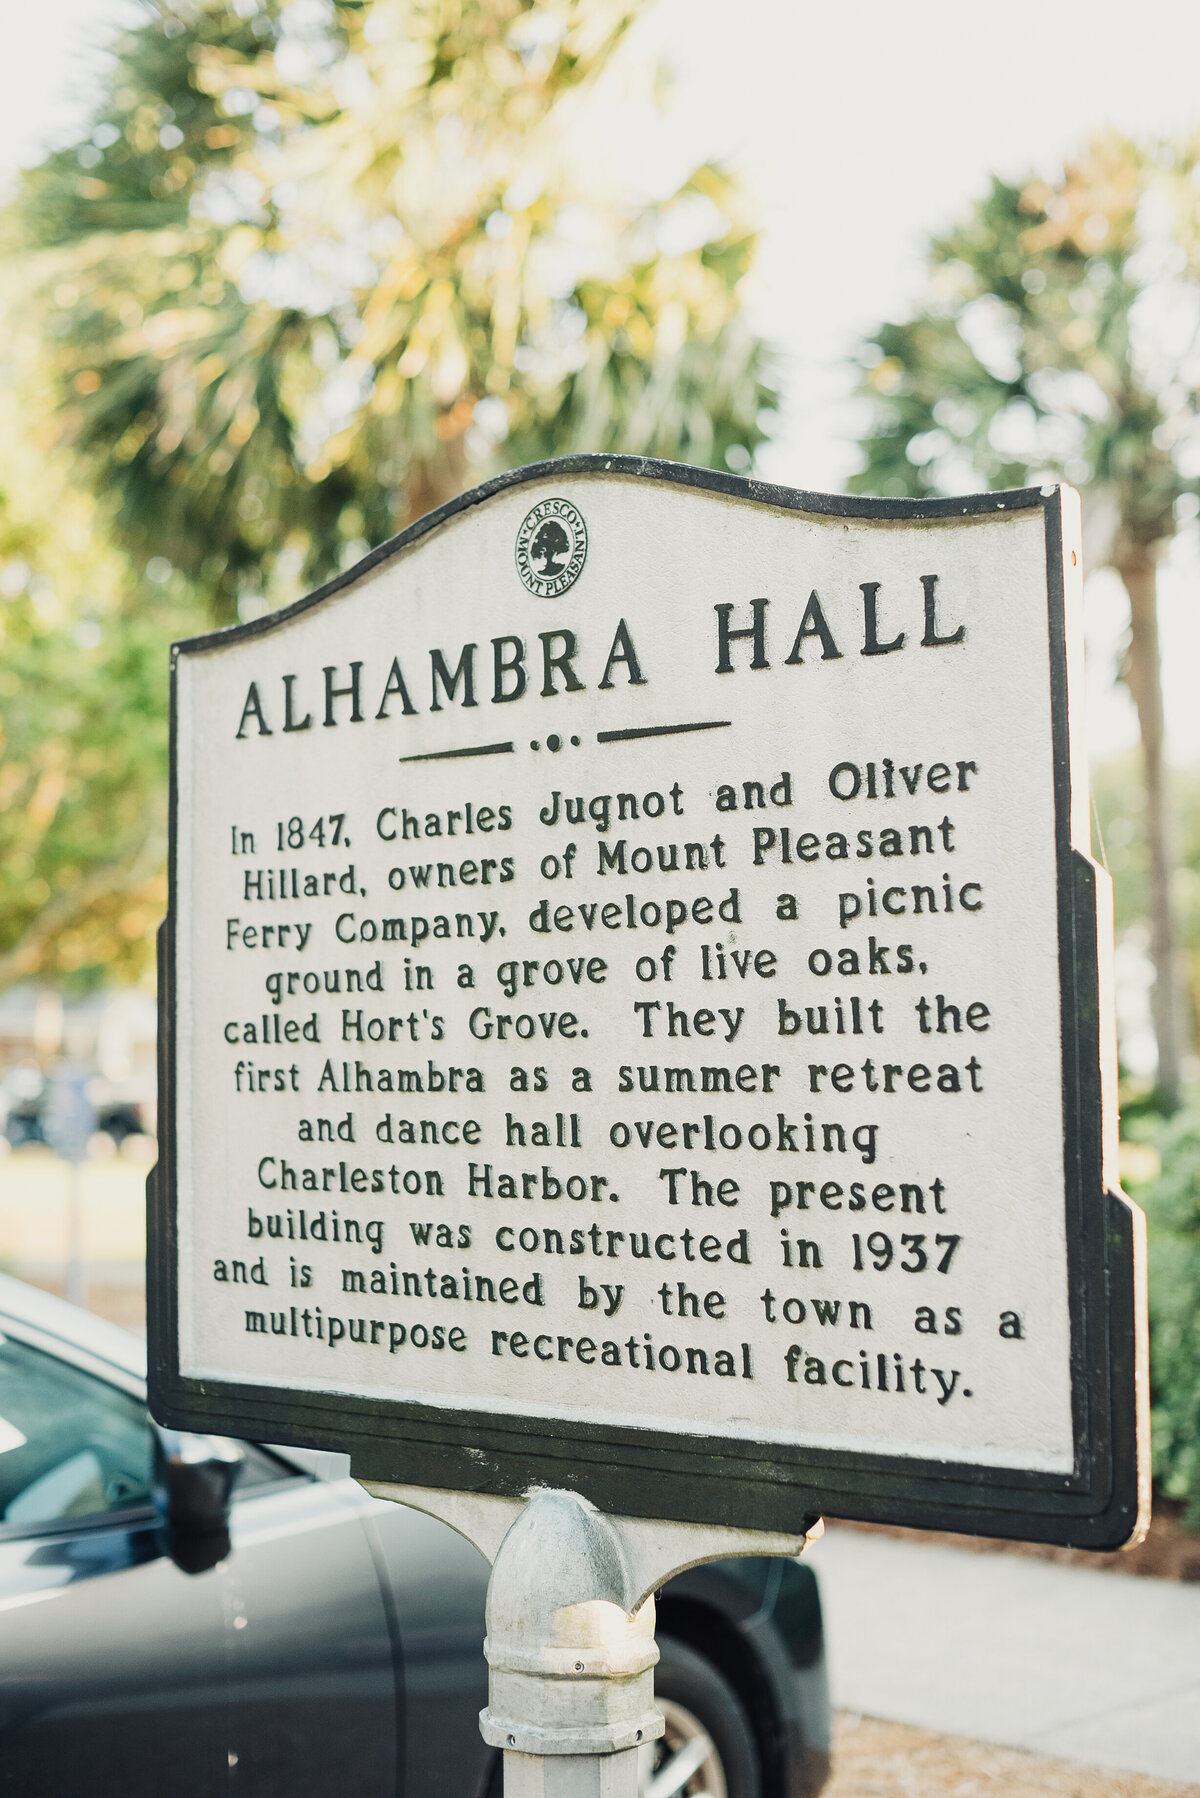 CRESCO
MOUNT PLEASANT
ALHAMBRA HALL
In 1847, Charles Jugnot and Oliver
Hillard, owners of Mount Pleasant
Ferry Company, developed a picnic
ground in a grove of live oaks,
called Hort's Grove. They built the
first Alhambra as a summer retreat
and dance hall overlooking
Charleston Harbor. The present
building was constructed in 1937
and is maintained by the town as a
multipurpose recreational facility.